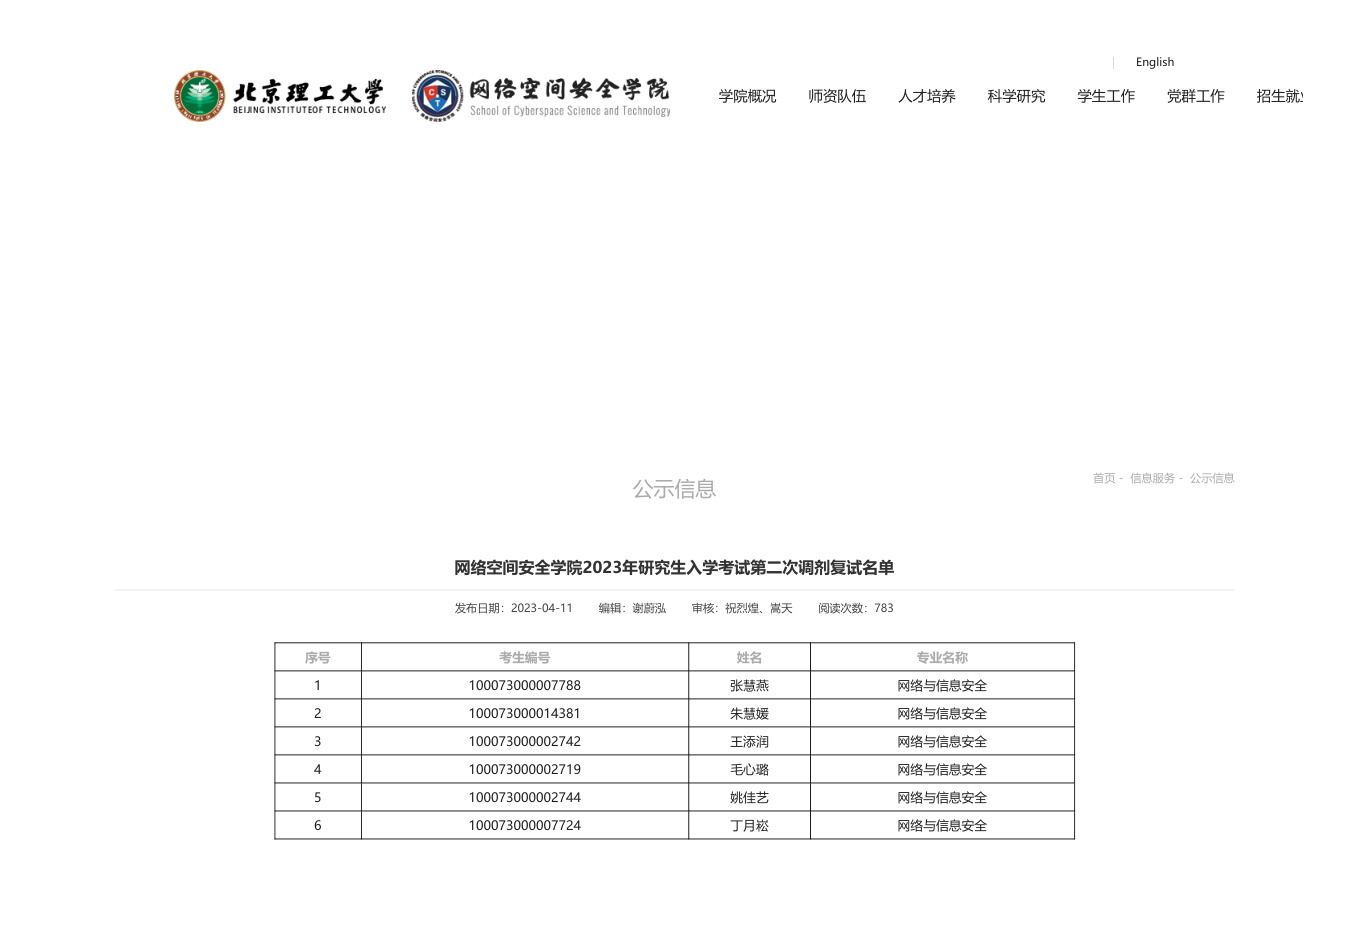 English
北京理工大学
BEIJING INSTITUTE OF TECHNOLOGY
网络空间安全学院
School of Cyberspace Science and Technology
学院概况 师资队伍 人才培养 科学研究 学生工作 党群工作 招生就
公示信息
首页 - 信息服务 - 公示信息
网络空间安全学院2023年研究生入学考试第二次调剂复试名单
发布日期：2023-04-11 编辑：谢蔚泓 审核：祝烈煌、嵩天 阅读次数：783
序号 考生编号 姓名 专业名称
1 100073000007788 张慧燕 网络与信息安全
2 100073000014381 朱慧媛 网络与信息安全
3 100073000002742 王添润 网络与信息安全
4 100073000002719 毛心璐 网络与信息安全
5 100073000002744 姚佳艺 网络与信息安全
6 100073000007724 丁月崧 网络与信息安全